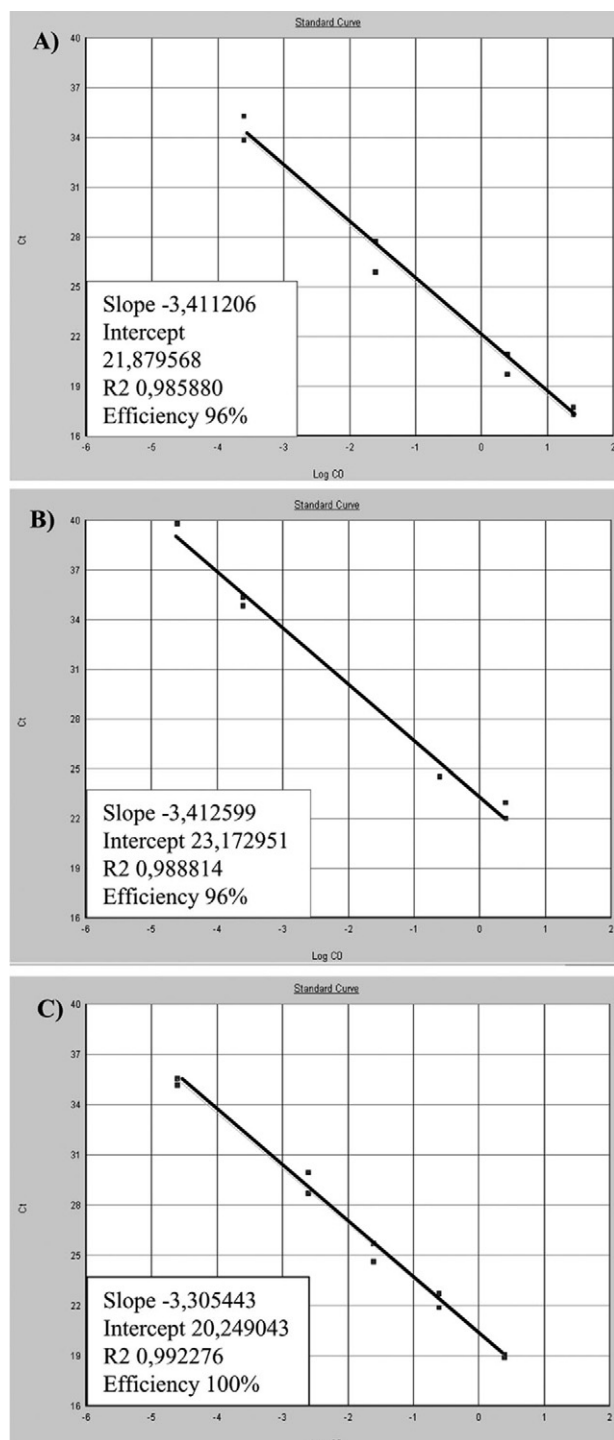 A)
Standard Curve
40
37
34
31
28
25
22
19
16
Ct
Slope -3,411206
Intercept
21,879568
R2 0,985880
Efficiency 96%
-6 -5 -4 -3 -2 -1 0 1 2
Log C0
B)
Standard Curve
40
37
34
31
28
25
22
19
16
Ct
Slope -3,412599
Intercept 23,172951
R2 0,988814
Efficiency 96%
-6 -5 -4 -3 -2 -1 0 1 2
Log C0
C)
Standard Curve
40
37
34
31
28
25
22
19
16
Ct
Slope -3,305443
Intercept 20,249043
R2 0,992276
Efficiency 100%
-6 -5 -4 -3 -2 -1 0 1 2